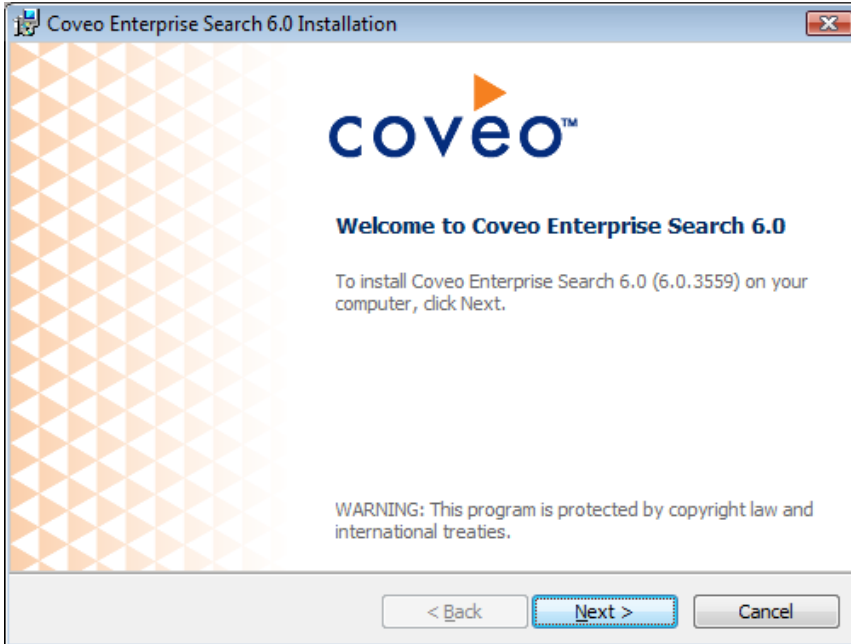 Coveo Enterprise Search 6.0 Installation
coveo™
Welcome to Coveo Enterprise Search 6.0
To install Coveo Enterprise Search 6.0 (6.0.3559) on your
computer, click Next.
WARNING: This program is protected by copyright law and
international treaties.
< Back Next > Cancel